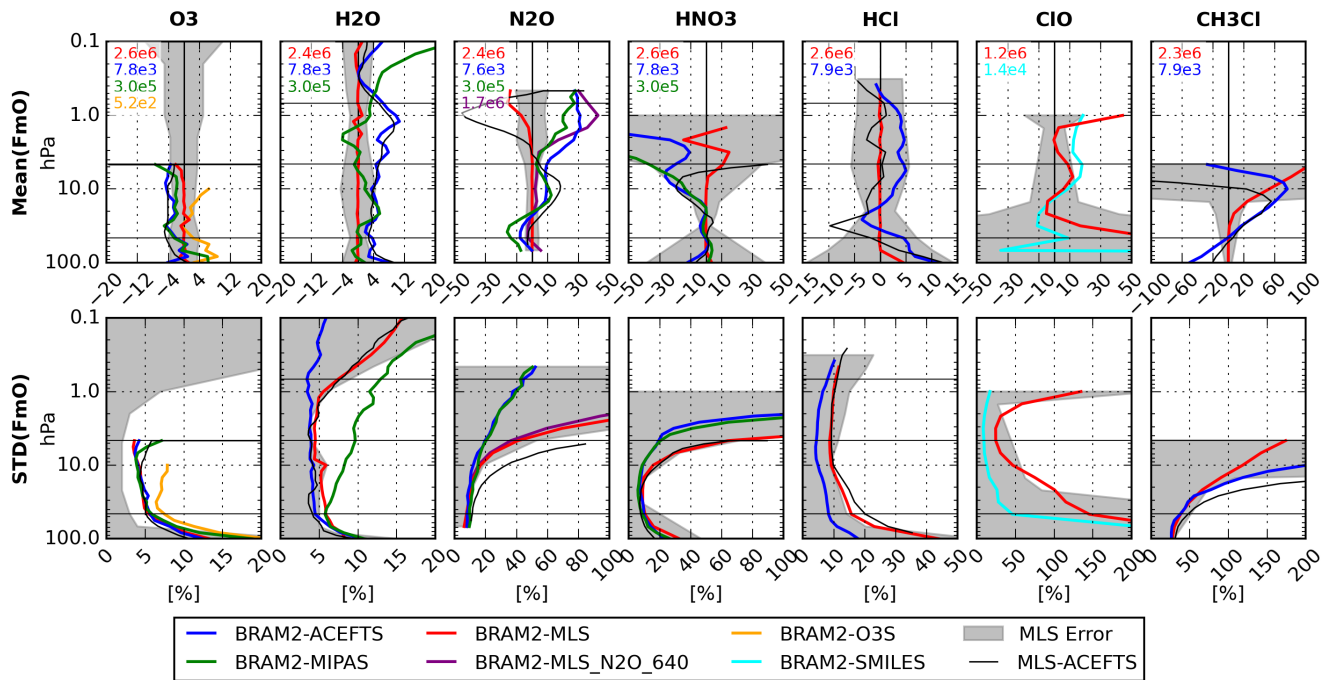 O3 H2O N2O HNO3 HCl ClO CH3Cl
Mean(FmO)
hPa
0.1
1.0
10.0
100.0
2.6e6
7.8e3
3.0e5
5.2e2
2.4e6
7.8e3
3.0e5
2.4e6
7.6e3
3.0e5
1.7e6
2.6e6
7.8e3
3.0e5
2.6e6
7.9e3
1.2e6
1.4e4
2.3e6
7.9e3
−20 −12 −4 4 12 20
−20 −12 −4 4 12 20
−50 −30 −10 10 30 50
−50 −30 −10 10 30 50
−15 −10 −5 0 5 10 15
−50 −30 −10 10 30 50
−100 −60 −20 20 60 100
STD(FmO)
hPa
0.1
1.0
10.0
100.0
0 5 10 15 20
0 5 10 15 20
0 20 40 60 80 100
0 20 40 60 80 100
0 10 20 30 40 50
0 50 100 150 200
0 50 100 150 200
[%] [%] [%] [%] [%] [%] [%]
BRAM2-ACEFTS BRAM2-MLS BRAM2-O3S MLS Error
BRAM2-MIPAS BRAM2-MLS_N2O_640 BRAM2-SMILES MLS-ACEFTS